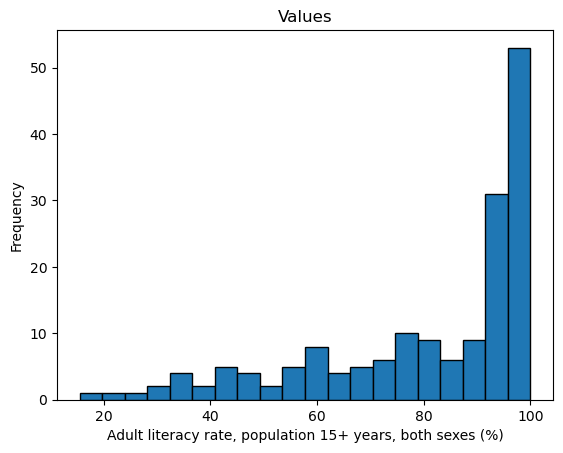 Values
50
40
30
20
10
0
Frequency
20 40 60 80 100
Adult literacy rate, population 15+ years, both sexes (%)